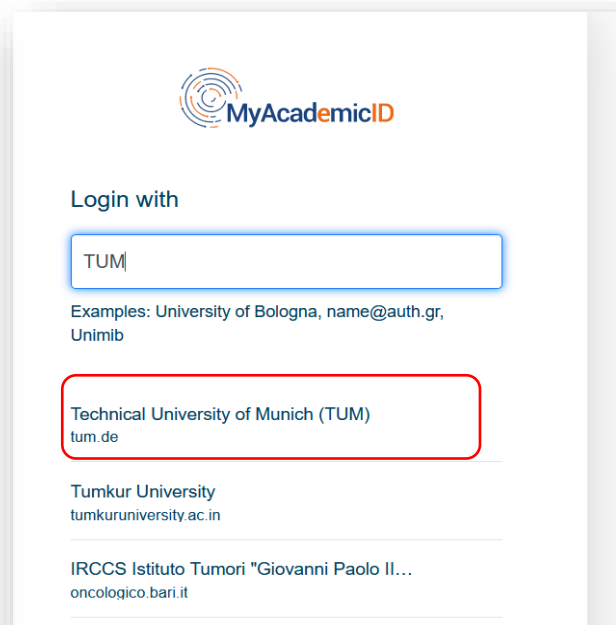 MyAcademicID
Login with
TUM
Examples: University of Bologna, name@auth.gr,
Unimib
Technical University of Munich (TUM)
tum.de
Tumkur University
tumkuruniversity.ac.in
IRCCS Istituto Tumori "Giovanni Paolo II...
oncologico.bari.it